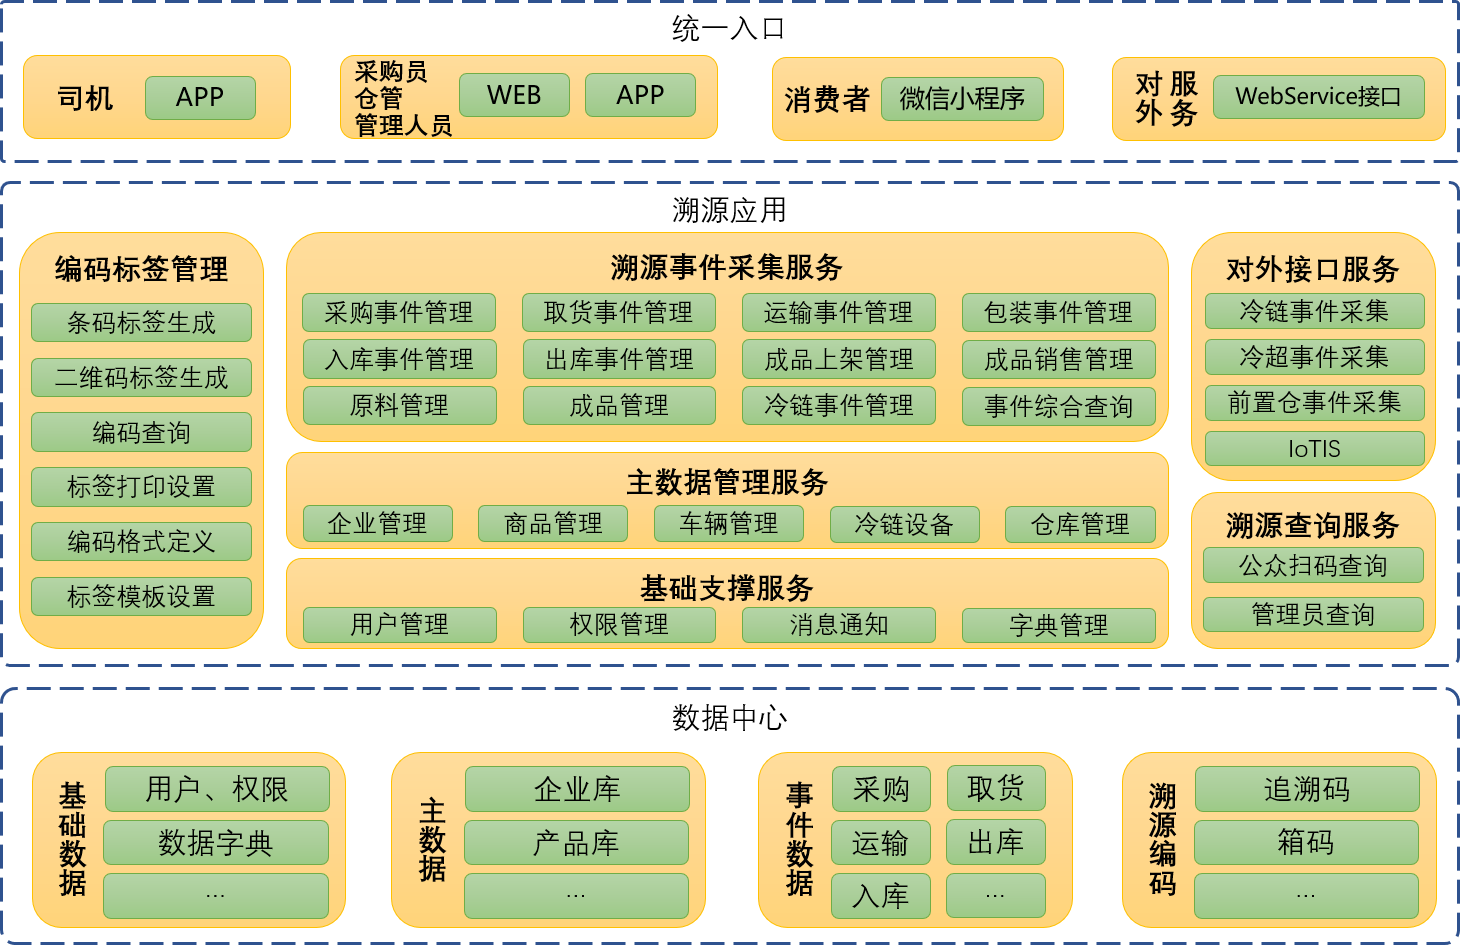 统一入口
司机
APP
采购员
仓管
管理人员
WEB
APP
消费者
微信小程序
对服
外务
WebService接口
溯源应用
编码标签管理
条码标签生成
二维码标签生成
编码查询
标签打印设置
编码格式定义
标签模板设置
溯源事件采集服务
采购事件管理
取货事件管理
运输事件管理
包装事件管理
入库事件管理
出库事件管理
成品上架管理
成品销售管理
原料管理
成品管理
冷链事件管理
事件综合查询
主数据管理服务
企业管理
商品管理
车辆管理
冷链设备
仓库管理
基础支撑服务
用户管理
权限管理
消息通知
字典管理
对外接口服务
冷链事件采集
冷超事件采集
前置仓事件采集
IoTIS
溯源查询服务
公众扫码查询
管理员查询
数据中心
基础数据
用户、权限
数据字典
...
主数据
企业库
产品库
...
事件数据
采购
取货
运输
出库
入库
...
溯源编码
追溯码
箱码
...